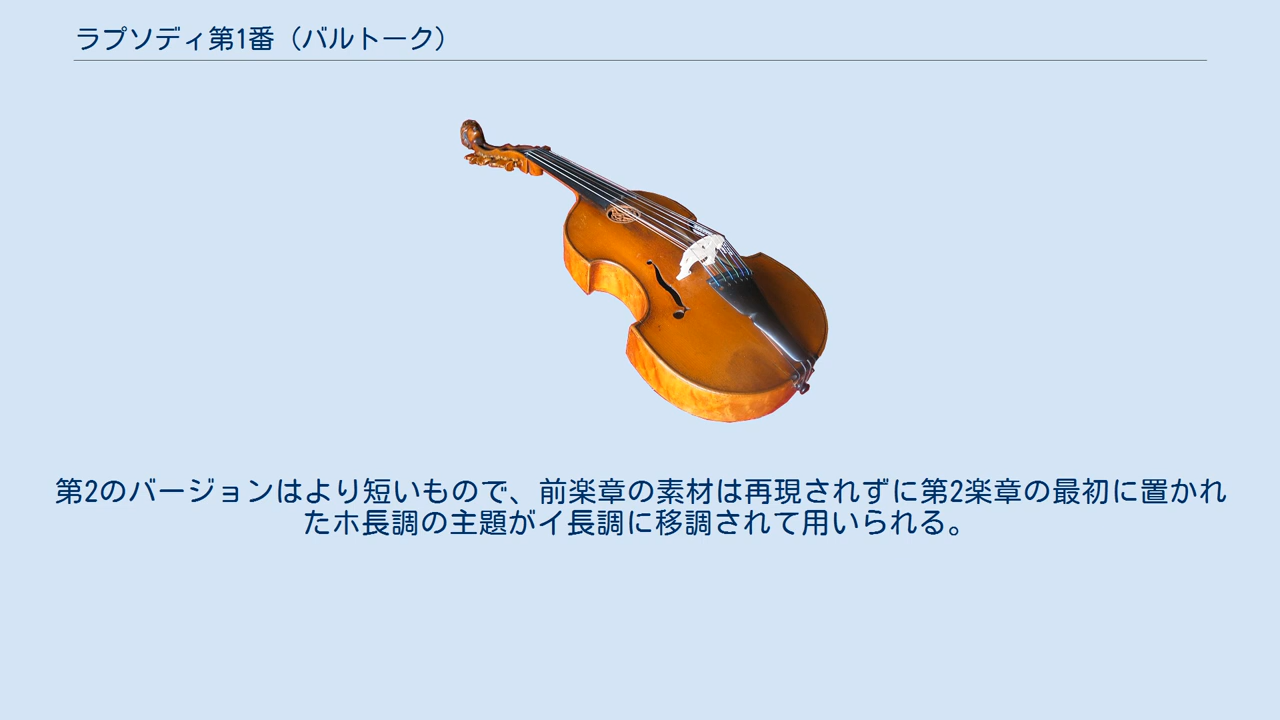 ラプソディ第1番（バルトーク）
第2のバージョンはより短いもので、前楽章の素材は再現されずに第2楽章の最初に置かれ
たホ長調の主題がイ長調に移調されて用いられる。